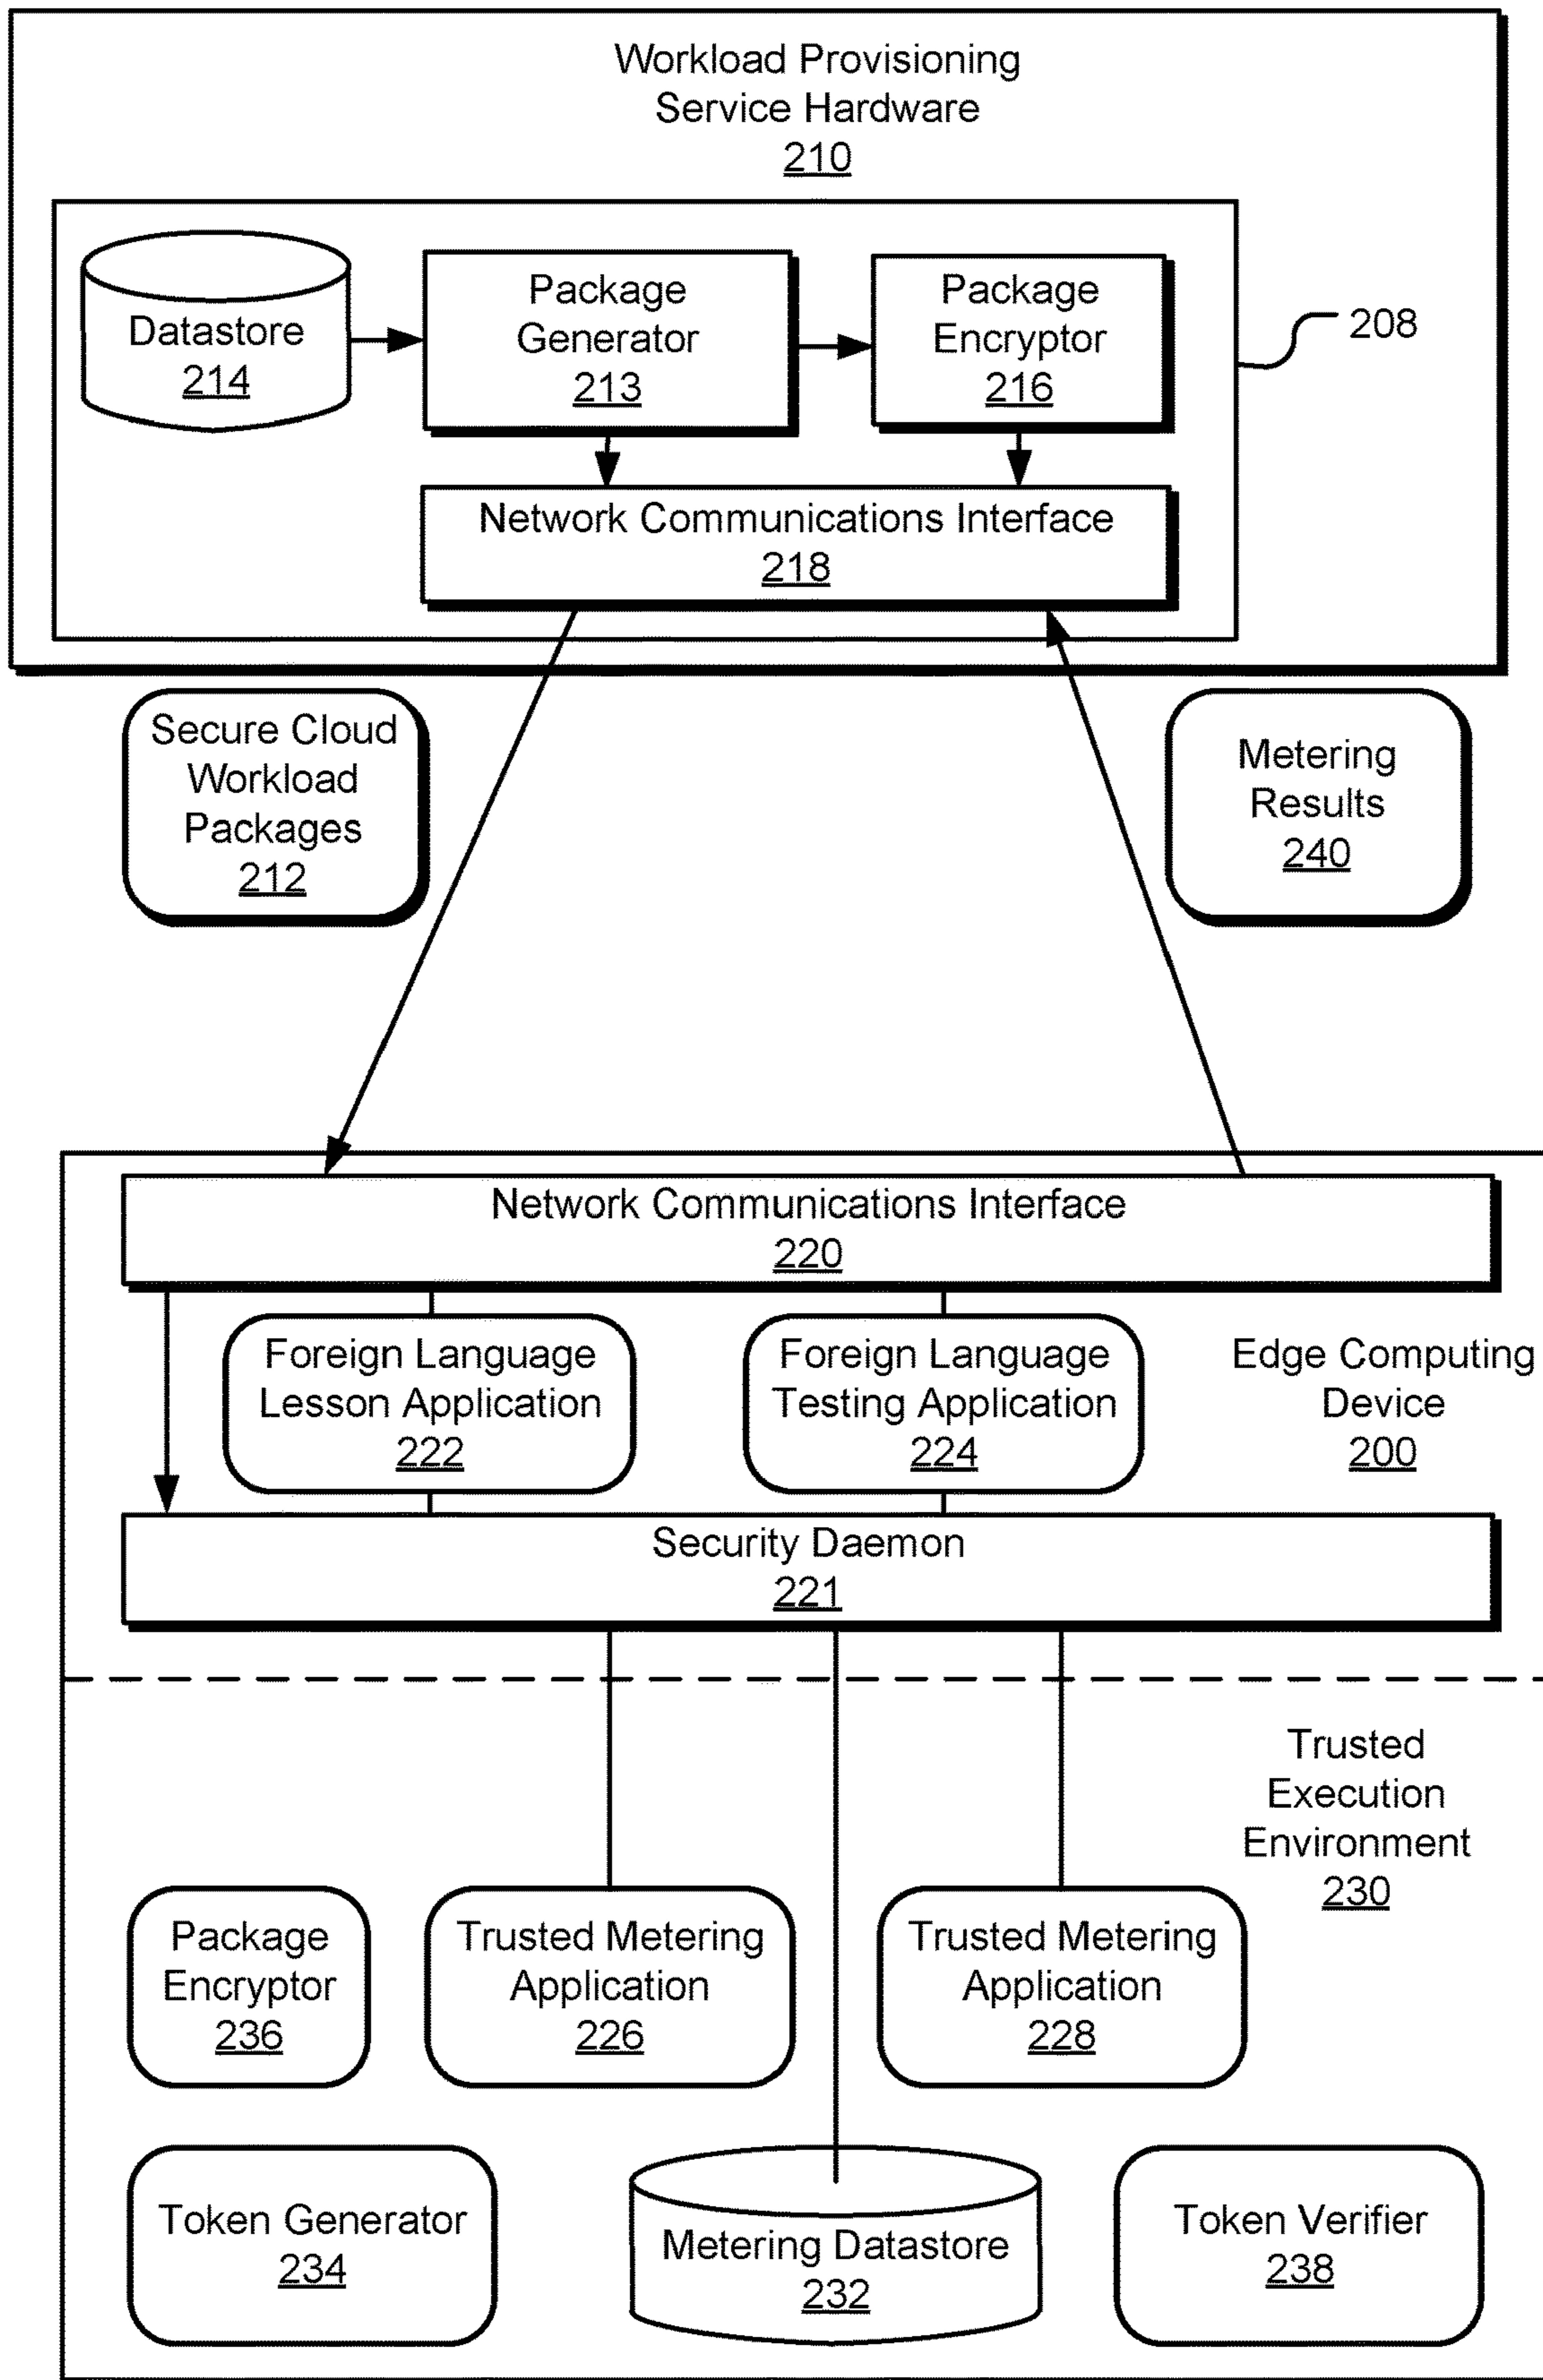 Workload Provisioning
Service Hardware
210
Datastore
214
Package
Generator
213
Package
Encryptor
216
208
Network Communications Interface
218
Secure Cloud
Workload
Packages
212
Metering
Results
240
Network Communications Interface
220
Foreign Language
Lesson Application
222
Foreign Language
Testing Application
224
Edge Computing
Device
200
Security Daemon
221
Trusted
Execution
Environment
230
Package
Encryptor
236
Trusted Metering
Application
226
Trusted Metering
Application
228
Token Generator
234
Metering Datastore
232
Token Verifier
238